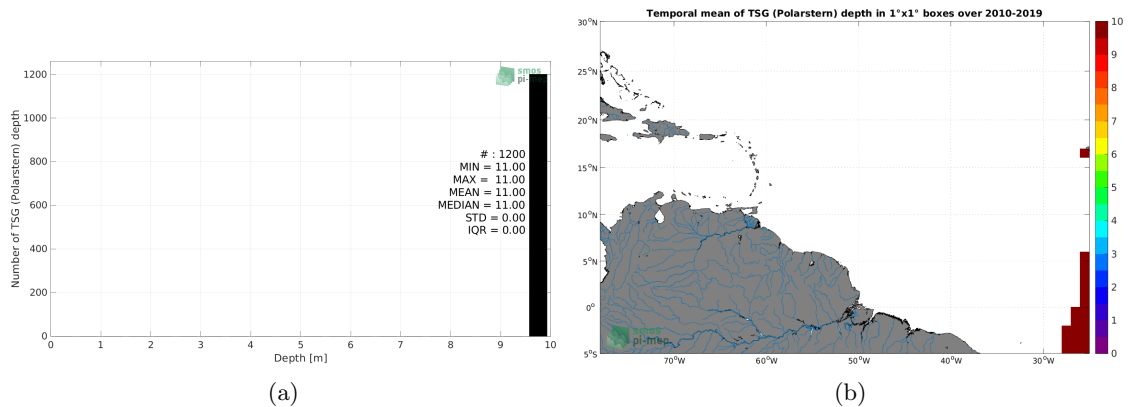 1200
1000
800
600
400
200
0
0 1 2 3 4 5 6 7 8 9 10
Number of TSG (Polarstern) depth
Depth [m]
smos
pi-mep
# : 1200
MIN = 11.00
MAX = 11.00
MEAN = 11.00
MEDIAN = 11.00
STD = 0.00
IQR = 0.00
(a)
Temporal mean of TSG (Polarstern) depth in 1°x1° boxes over 2010-2019
30°N
25°N
20°N
15°N
10°N
5°N
0°
5°S
70°W 60°W 50°W 40°W 30°W
smos
pi-mep
10
9
8
7
6
5
4
3
2
1
0
(b)